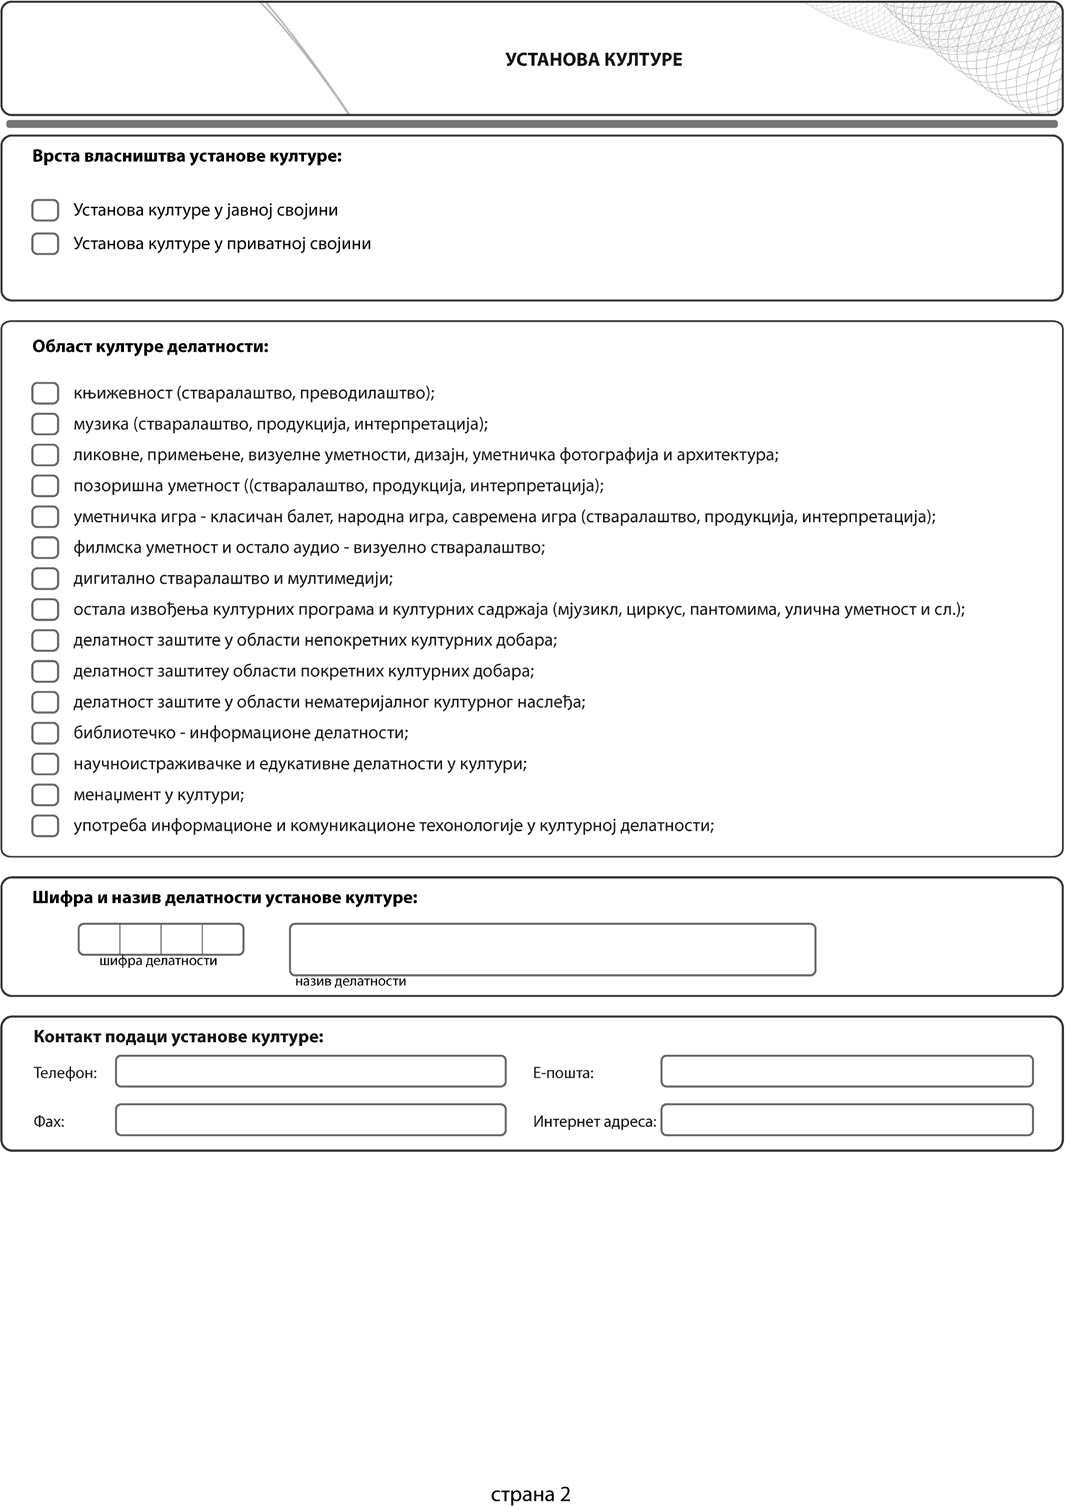 УСТАНОВА КУЛТУРЕ
Врста власништва установе културе:
Установа културе у јавној својини
Установа културе у приватној својини
Област културе делатности:
књижевност (стваралаштво, преводилаштво);
музика (стваралаштво, продукција, интерпретација);
ликовне, примењене, визуелне уметности, дизајн, уметничка фотографија и архитектура;
позоришна уметност ((стваралаштво, продукција, интерпретација);
уметничка игра - класичан балет, народна игра, савремена игра (стваралаштво, продукција, интерпретација);
филмска уметност и остало аудио - визуелно стваралаштво;
дигитално стваралаштво и мултимедији;
остала извођења културних програма и културних садржаја (мјузикл, циркус, пантомима, улична уметност и сл.);
делатност заштите у области непокретних културних добара;
делатност заштитеу области покретних културних добара;
делатност заштите у области нематеријалног културног наслеђа;
библиотечко - информационе делатности;
научноистраживачке и едукативне делатности у култури;
менаџмент у култури;
употреба информационе и комуникационе техонологије у културној делатности;
Шифра и назив делатности установе културе:
шифра делатности
назив делатности
Контакт подаци установе културе:
Телефон: Е-пошта:
Фах: Интернет адреса:
страна 2